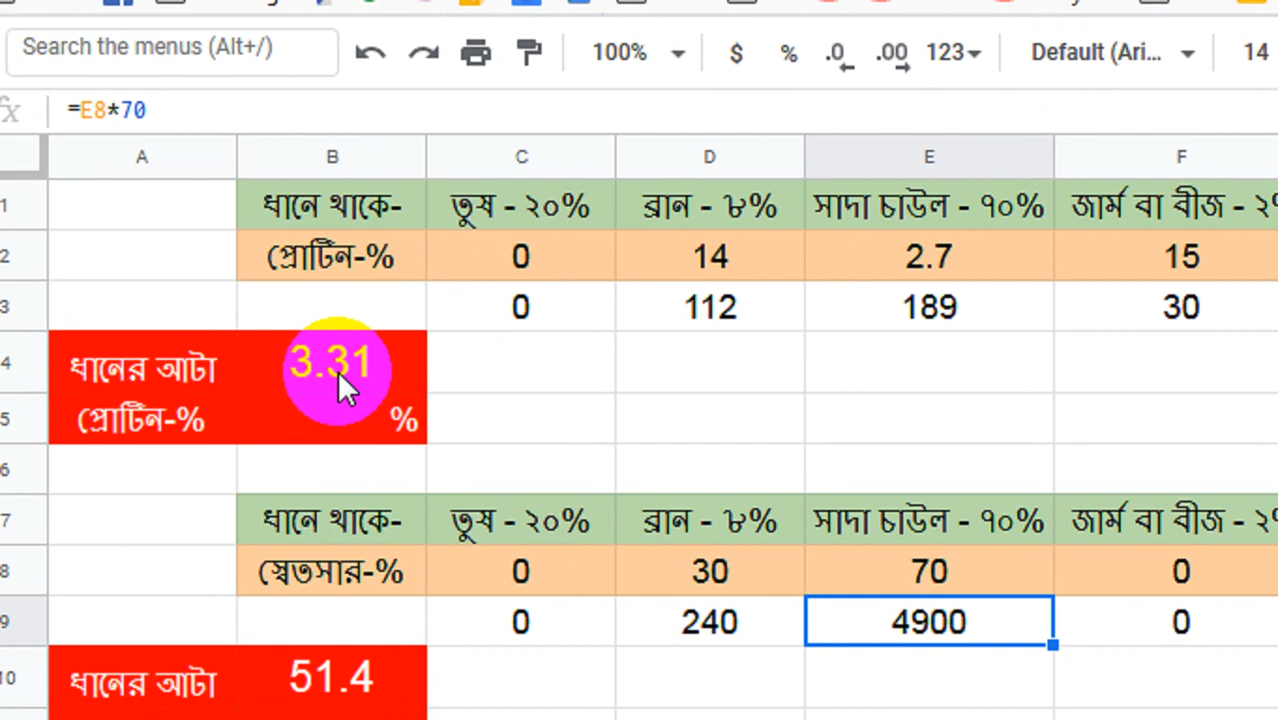 Search the menus (Alt+/) 100% $ % .0 .00 123 Default (Ari... 14
fx =E8*70
A B C D E F
1 ধানে থাকে- তুষ - ২০% ব্রান - ৮% সাদা চাউল - ৭০% জার্ম বা বীজ - ২%
2 প্রোটিন-% 0 14 2.7 15
3 0 112 189 30
4 ধানের আটা 3.31
5 প্রোটিন-% %
6
7 ধানে থাকে- তুষ - ২০% ব্রান - ৮% সাদা চাউল - ৭০% জার্ম বা বীজ - ২%
8 স্বেতসার-% 0 30 70 0
9 0 240 4900 0
10 ধানের আটা 51.4